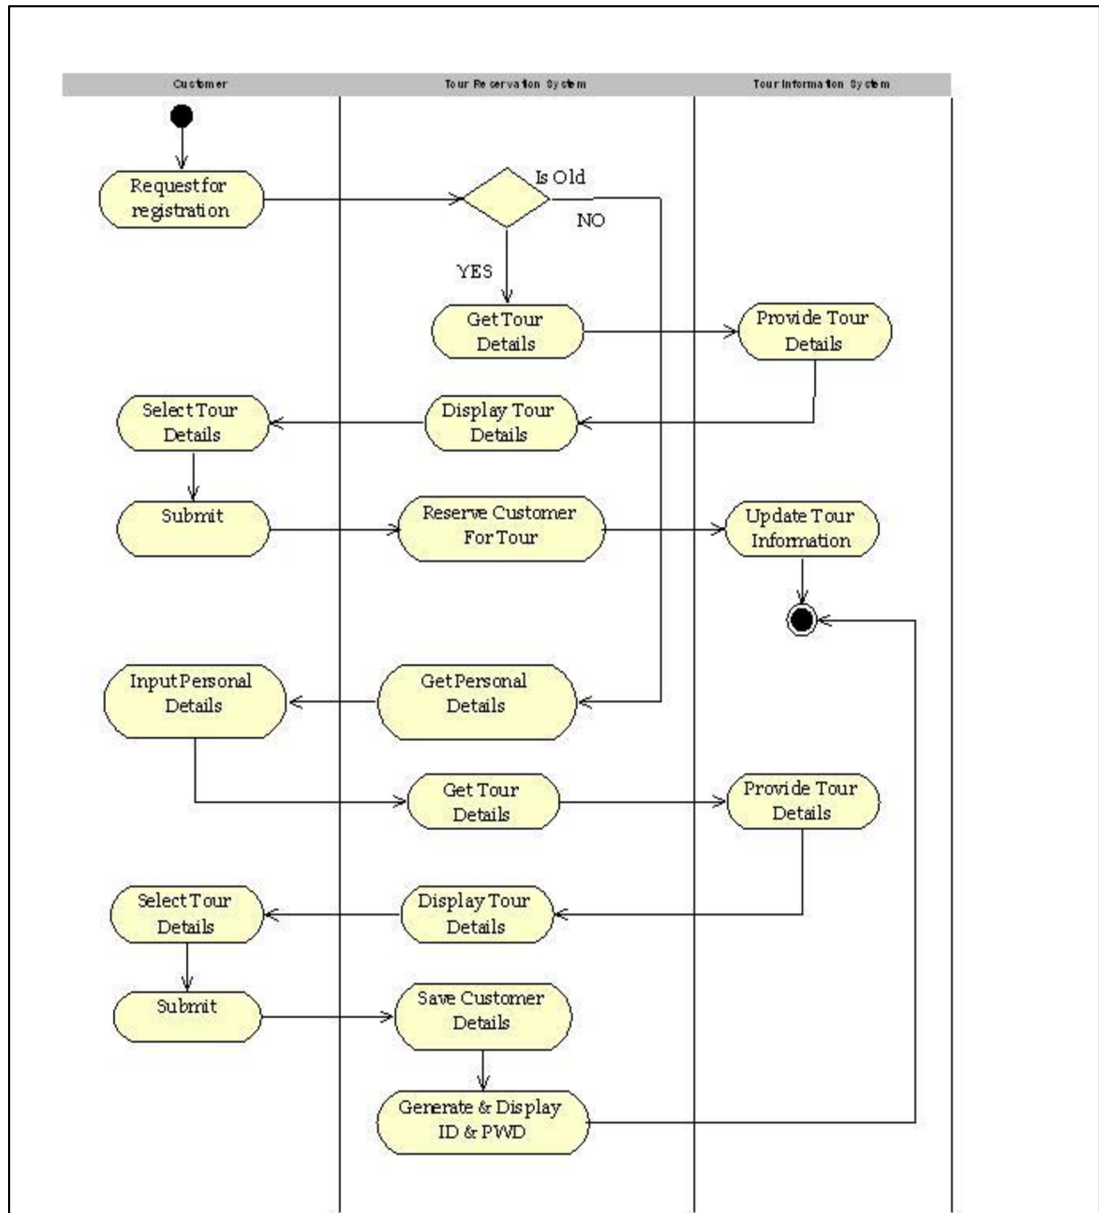 Customer
Tour Reservation System
Tour Information System
Request for
registration
Is Old
NO
YES
Get Tour
Details
Provide Tour
Details
Select Tour
Details
Display Tour
Details
Submit
Reserve Customer
For Tour
Update Tour
Information
Input Personal
Details
Get Personal
Details
Get Tour
Details
Provide Tour
Details
Select Tour
Details
Display Tour
Details
Submit
Save Customer
Details
Generate & Display
ID & PWD